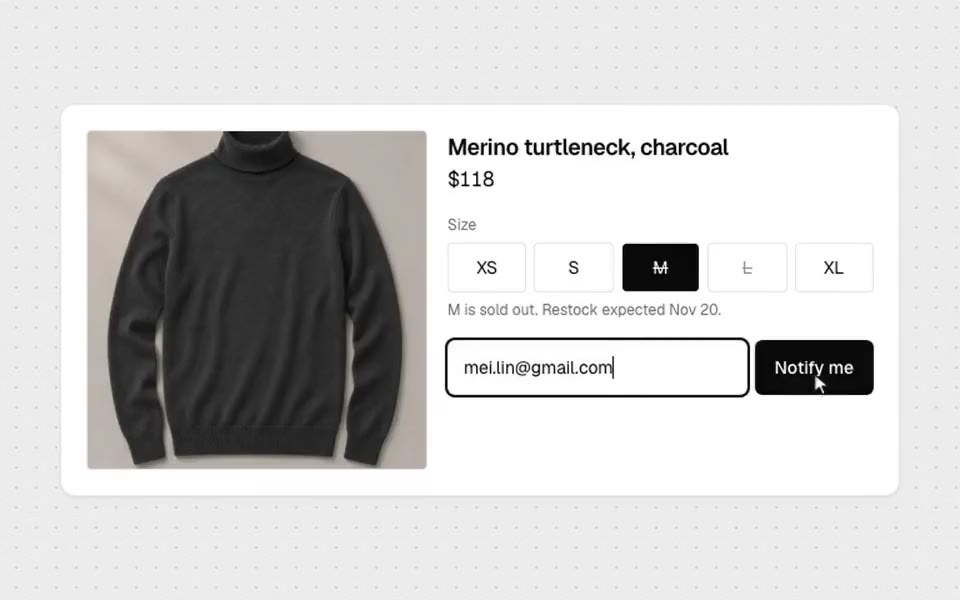 Merino turtleneck, charcoal
$118
Size
XS S M L XL
M is sold out. Restock expected Nov 20.
mei.lin@gmail.com Notify me